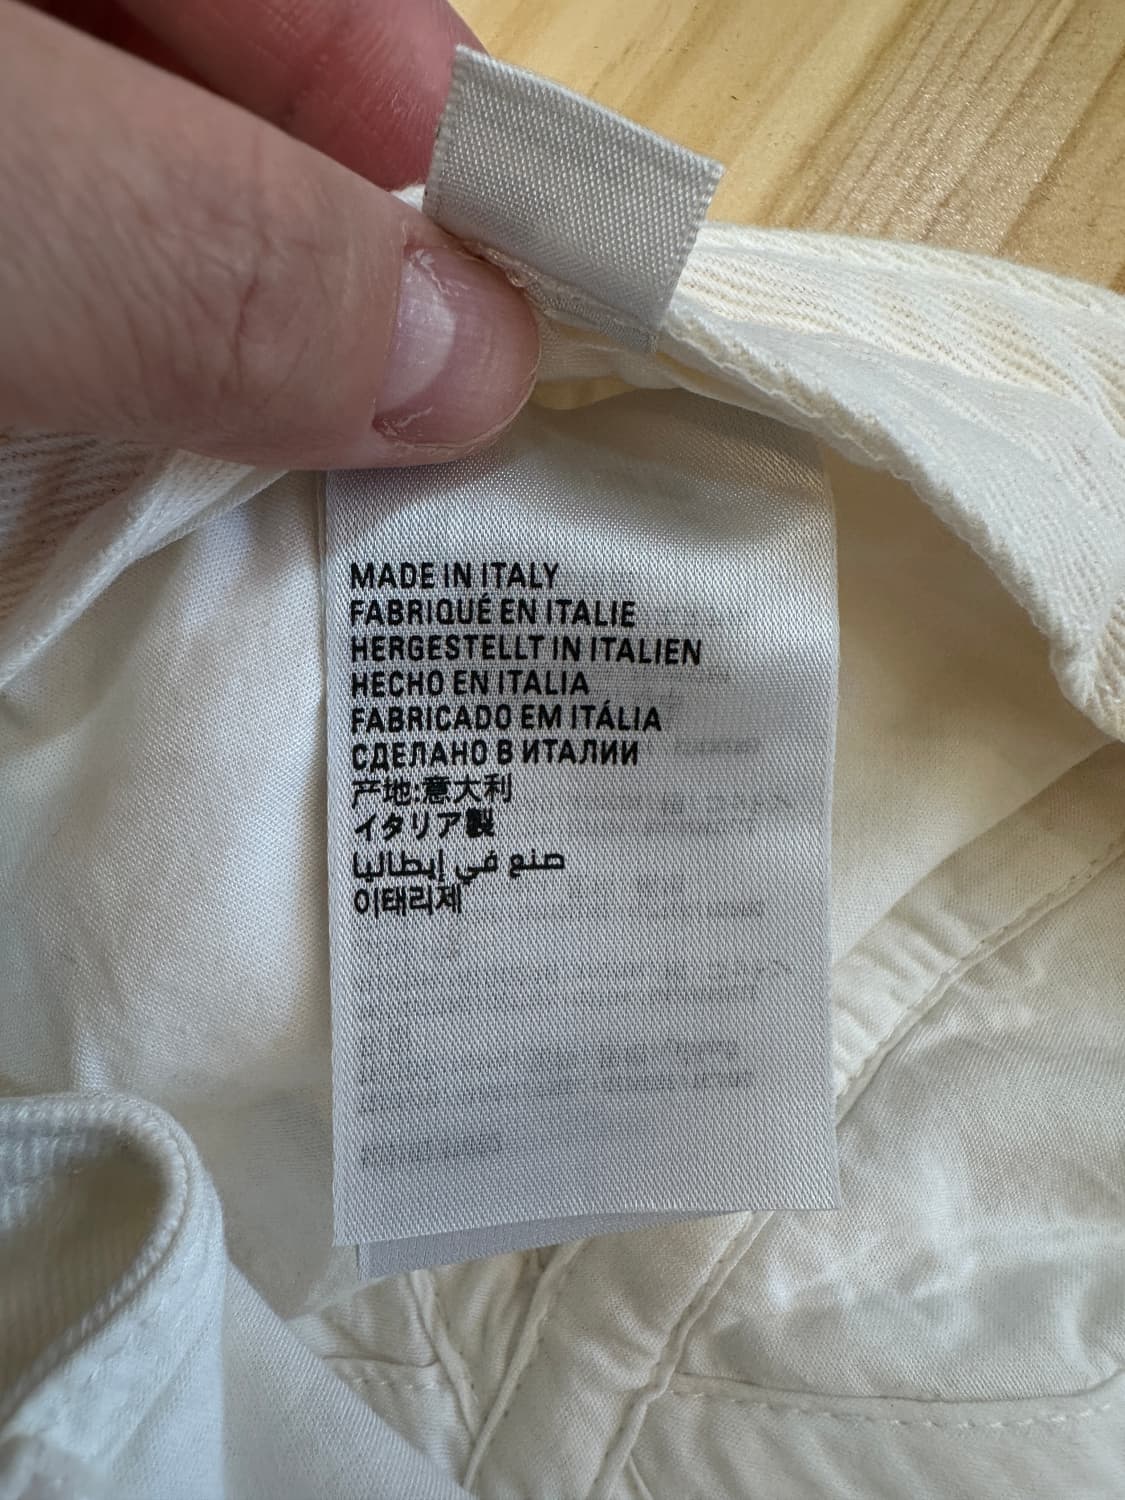 MADE IN ITALY
FABRIQUÉ EN ITALIE
HERGESTELLT IN ITALIEN
HECHO EN ITALIA
FABRICADO EM ITÁLIA
СДЕЛАНО В ИТАЛИИ
产地:意大利
イタリア製
صنع في إيطاليا
이태리제